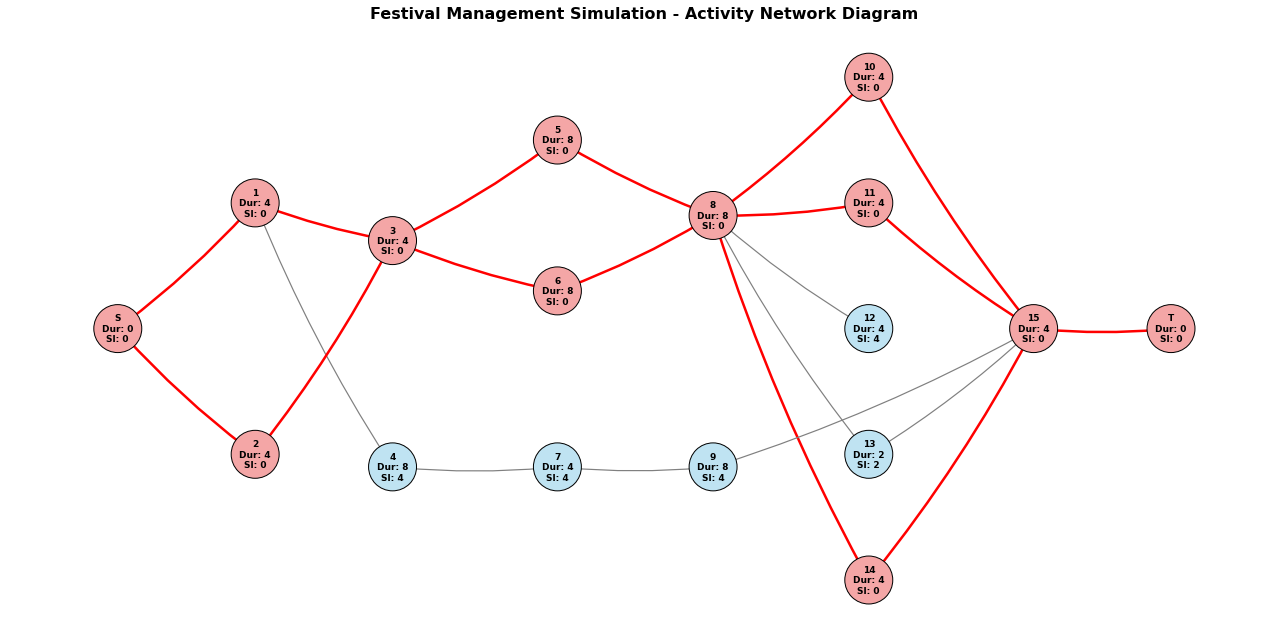 Festival Management Simulation - Activity Network Diagram
10
Dur: 4
Sl: 0
5
Dur: 8
Sl: 0
1
Dur: 4
Sl: 0
11
Dur: 4
Sl: 0
8
Dur: 8
Sl: 0
3
Dur: 4
Sl: 0
6
Dur: 8
Sl: 0
S
Dur: 0
Sl: 0
12
Dur: 4
Sl: 4
15
Dur: 4
Sl: 0
T
Dur: 0
Sl: 0
2
Dur: 4
Sl: 0
13
Dur: 2
Sl: 2
4
Dur: 8
Sl: 4
7
Dur: 4
Sl: 4
9
Dur: 8
Sl: 4
14
Dur: 4
Sl: 0